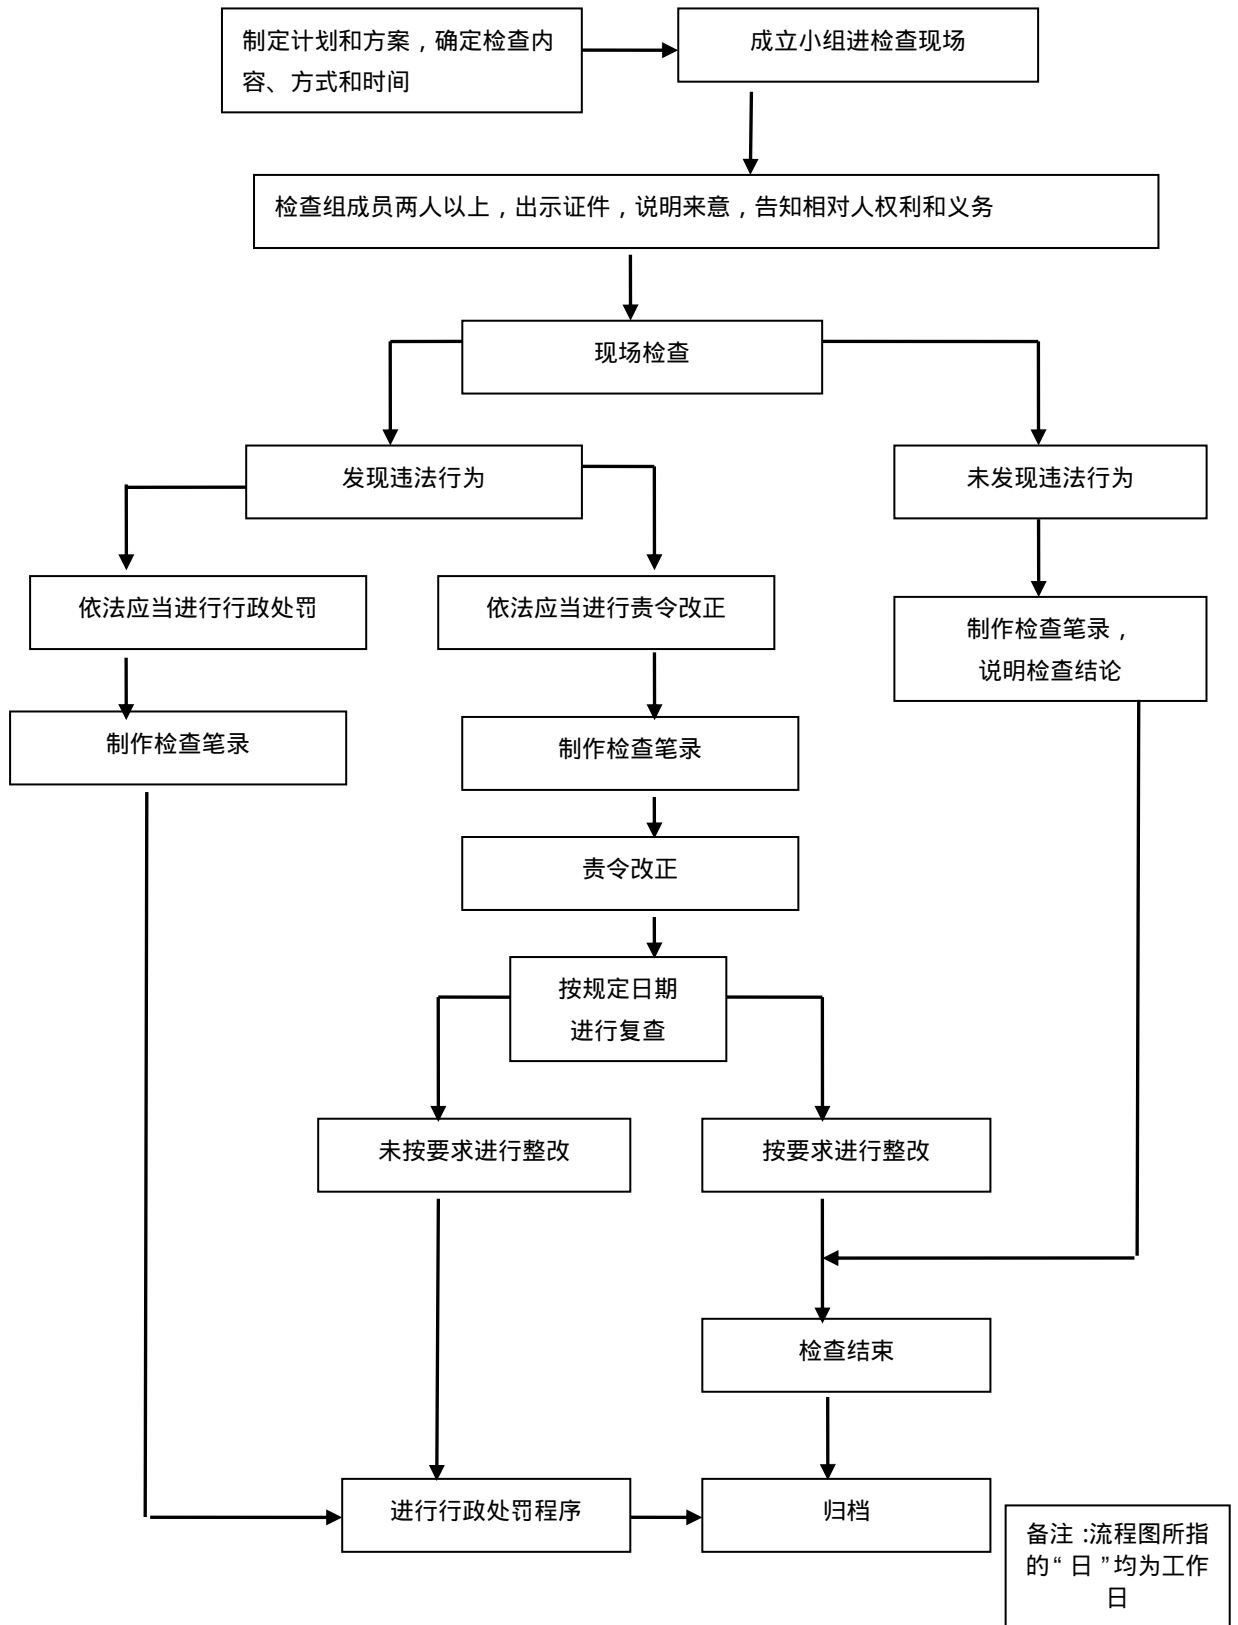 制定计划和方案，确定检查内
容、方式和时间
成立小组进检查现场
检查组成员两人以上，出示证件，说明来意，告知相对人权利和义务
现场检查
发现违法行为
未发现违法行为
依法应当进行行政处罚
依法应当进行责令改正
制作检查笔录，
说明检查结论
制作检查笔录
制作检查笔录
责令改正
按规定日期
进行复查
未按要求进行整改
按要求进行整改
检查结束
进行行政处罚程序
归档
备注：流程图所指
的“日”均为工作
日